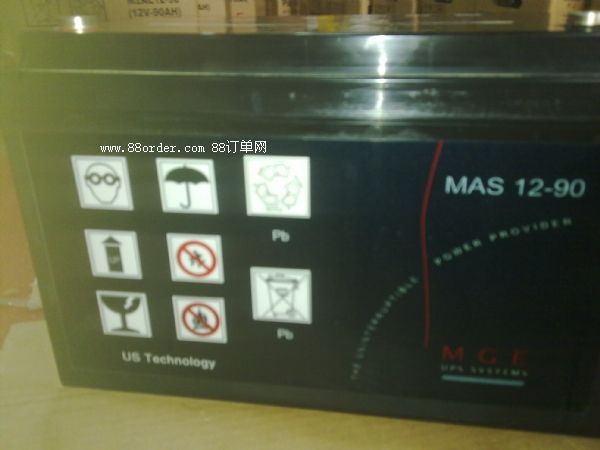 (12V-90AH)
www.88order.com 88订单网
MAS 12-90
Pb
THE UNINTERRUPTIBLE POWER PROVIDER
UP
Pb
US Technology
MGE
UPS SYSTEMS